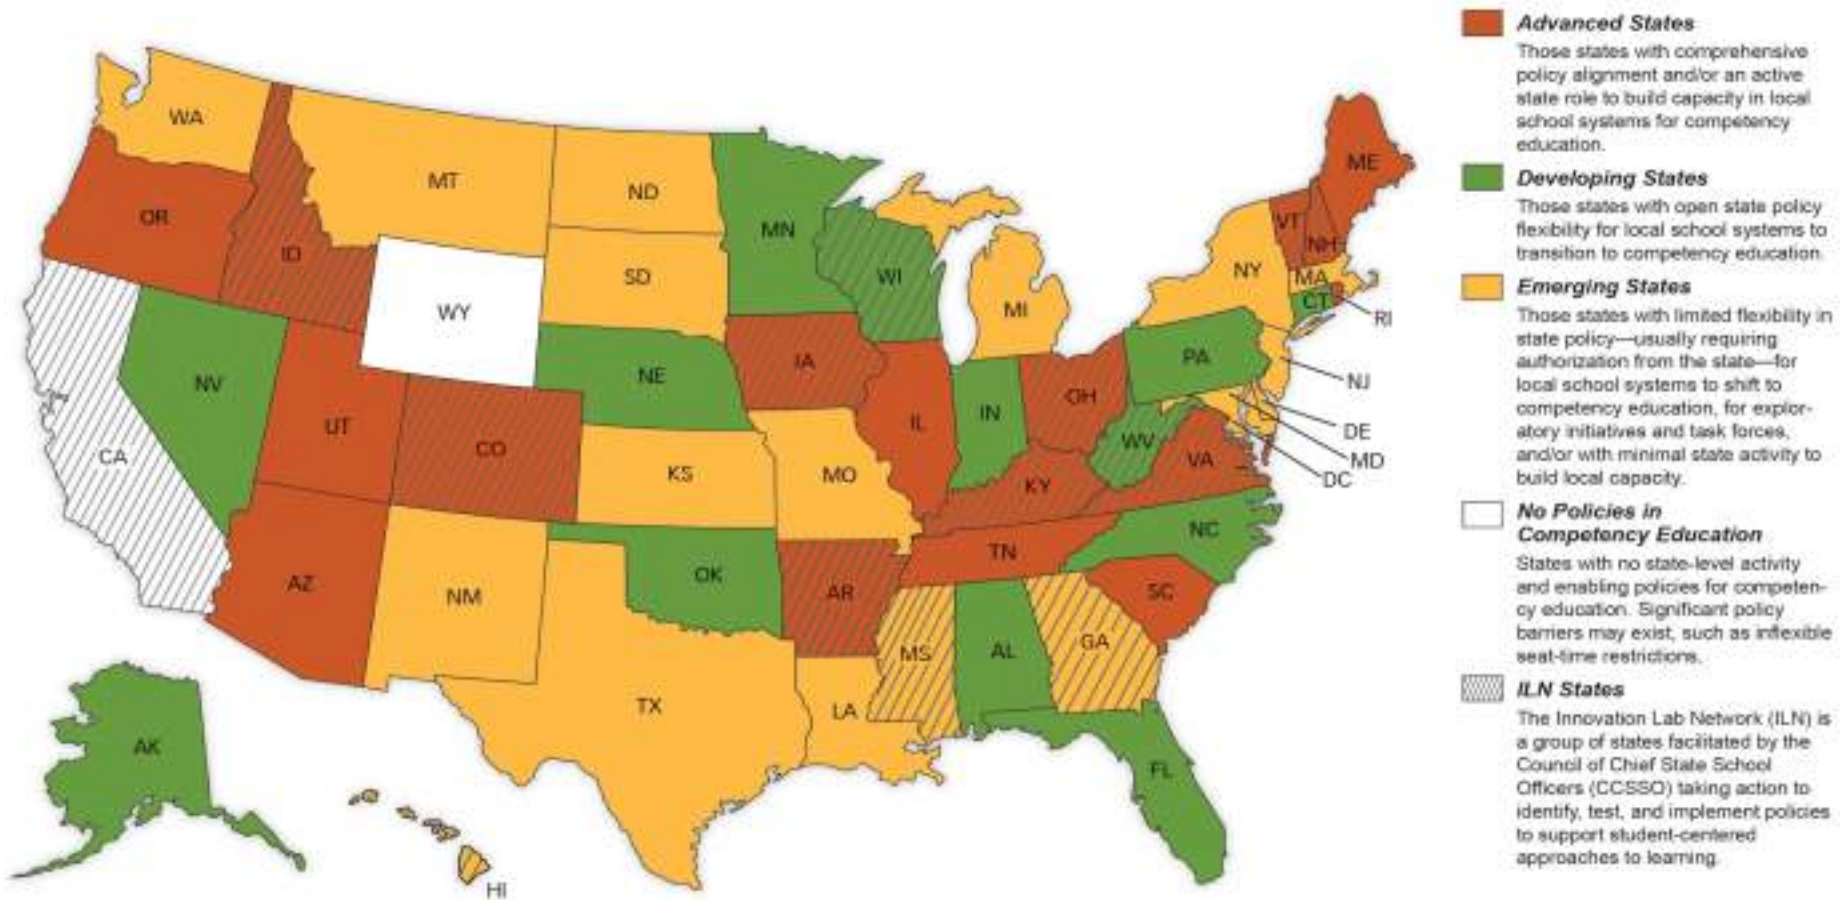 WA
MT
ND
MN
ME
OR
ID
SD
WI
VT
NH
NY
MA
WY
MI
CT
RI
IA
PA
NV
NE
NJ
UT
IL
IN
OH
CO
CA
WV
DE
KS
MO
VA
MD
KY
DC
NC
TN
AZ
OK
NM
AR
SC
MS
AL
GA
TX
LA
AK
FL
HI
Advanced States
Those states with comprehensive
policy alignment and/or an active
state role to build capacity in local
school systems for competency
education.
Developing States
Those states with open state policy
flexibility for local school systems to
transition to competency education.
Emerging States
Those states with limited flexibility in
state policy—usually requiring
authorization from the state—for
local school systems to shift to
competency education, for explor-
atory initiatives and task forces,
and/or with minimal state activity to
build local capacity.
No Policies in
Competency Education
States with no state-level activity
and enabling policies for competen-
cy education. Significant policy
barriers may exist, such as inflexible
seat-time restrictions.
ILN States
The Innovation Lab Network (ILN) is
a group of states facilitated by the
Council of Chief State School
Officers (CCSSO) taking action to
identify, test, and implement policies
to support student-centered
approaches to learning.